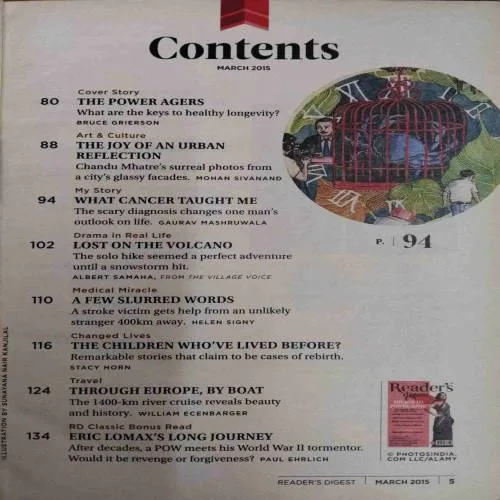 Contents
MARCH 2015
Cover Story
80 THE POWER AGERS
What are the keys to healthy longevity?
BRUCE GRIERSON
Art & Culture
88 THE JOY OF AN URBAN
REFLECTION
Chandu Mhatre's surreal photos from
a city's glassy facades. MOHAN SIVANAND
My Story
94 WHAT CANCER TAUGHT ME
The scary diagnosis changes one man's
outlook on life. GAURAV MASHRUWALA
Drama in Real Life
102 LOST ON THE VOLCANO
The solo hike seemed a perfect adventure
until a snowstorm hit.
ALBERT SAMAHA, FROM THE VILLAGE VOICE
Medical Miracle
110 A FEW SLURRED WORDS
A stroke victim gets help from an unlikely
stranger 400km away. HELEN SIGNY
Changed Lives
116 THE CHILDREN WHO'VE LIVED BEFORE?
Remarkable stories that claim to be cases of rebirth.
STACY HORN
Travel
124 THROUGH EUROPE, BY BOAT
The 1400-km river cruise reveals beauty
and history. WILLIAM ECENBARGER
RD Classic Bonus Read
134 ERIC LOMAX'S LONG JOURNEY
After decades, a POW meets his World War II tormentor.
Would it be revenge or forgiveness? PAUL EHRLICH
P. | 94
Reader's
© PHOTOSINDIA.
COM LLC/ALAMY
ILLUSTRATION BY SUNAYANA NAIR KANJILAL
READER'S DIGEST | MARCH 2015 | 5